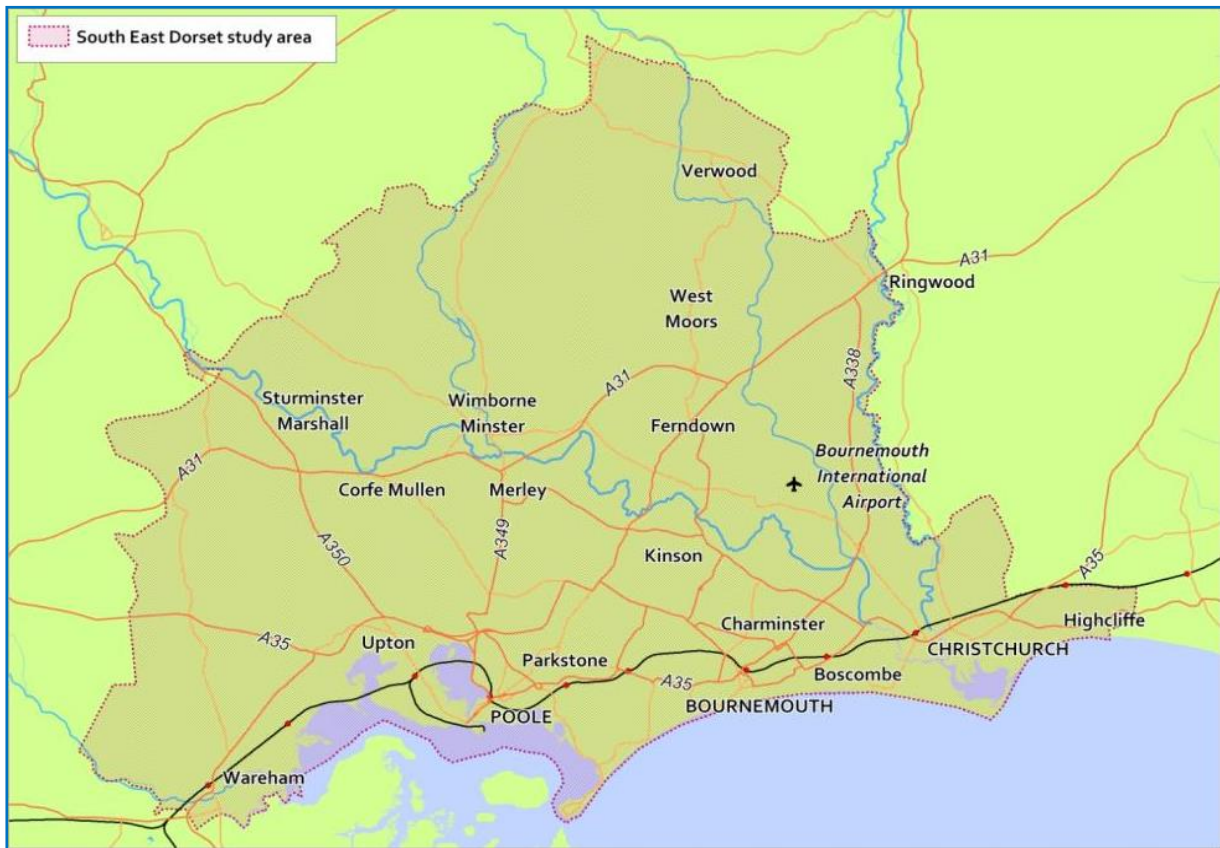 South East Dorset study area
Verwood
A31
Ringwood
West
Moors
A338
A31
Sturminster
Marshall
Wimborne
Minster
Ferndown
Bournemouth
International
Airport
A31
Corfe Mullen
Merley
A349
A350
Kinson
A35
Highcliffe
Charminster
A35
Upton
CHRISTCHURCH
Parkstone
Boscombe
A35
BOURNEMOUTH
POOLE
Wareham